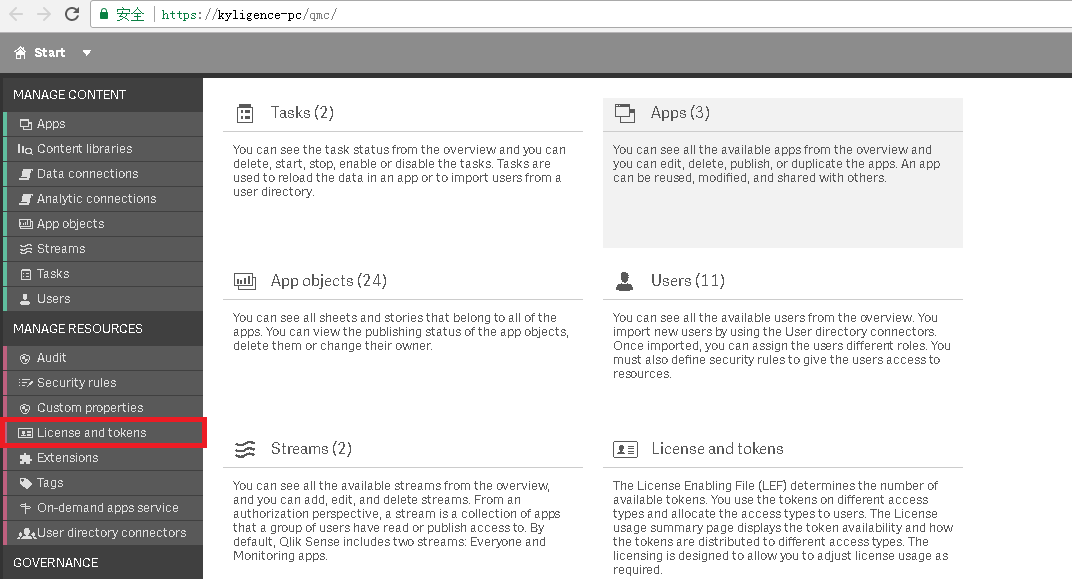 安全
https://kyligence-pc/qmc/
Start
MANAGE CONTENT
Apps
Content libraries
Data connections
Analytic connections
App objects
Streams
Tasks
Users
MANAGE RESOURCES
Audit
Security rules
Custom properties
License and tokens
Extensions
Tags
On-demand apps service
User directory connectors
GOVERNANCE
Tasks (2)
You can see the task status from the overview and you can
delete, start, stop, enable or disable the tasks. Tasks are
used to reload the data in an app or to import users from a
user directory.
Apps (3)
You can see all the available apps from the overview and
you can edit, delete, publish, or duplicate the apps. An app
can be reused, modified, and shared with others.
App objects (24)
You can see all sheets and stories that belong to all of the
apps. You can view the publishing status of the app objects,
delete them or change their owner.
Users (11)
You can see all the available users from the overview. You
import new users by using the User directory connectors.
Once imported, you can assign the users different roles. You
must also define security rules to give the users access to
resources.
Streams (2)
You can see all the available streams from the overview,
and you can add, edit, and delete streams. From an
authorization perspective, a stream is a collection of apps
that a group of users have read or publish access to. By
default, Qlik Sense includes two streams: Everyone and
Monitoring apps.
License and tokens
The License Enabling File (LEF) determines the number of
available tokens. You use the tokens on different access
types and allocate the access types to users. The License
usage summary page displays the token availability and how
the tokens are distributed to different access types. The
licensing is designed to allow you to adjust license usage as
required.